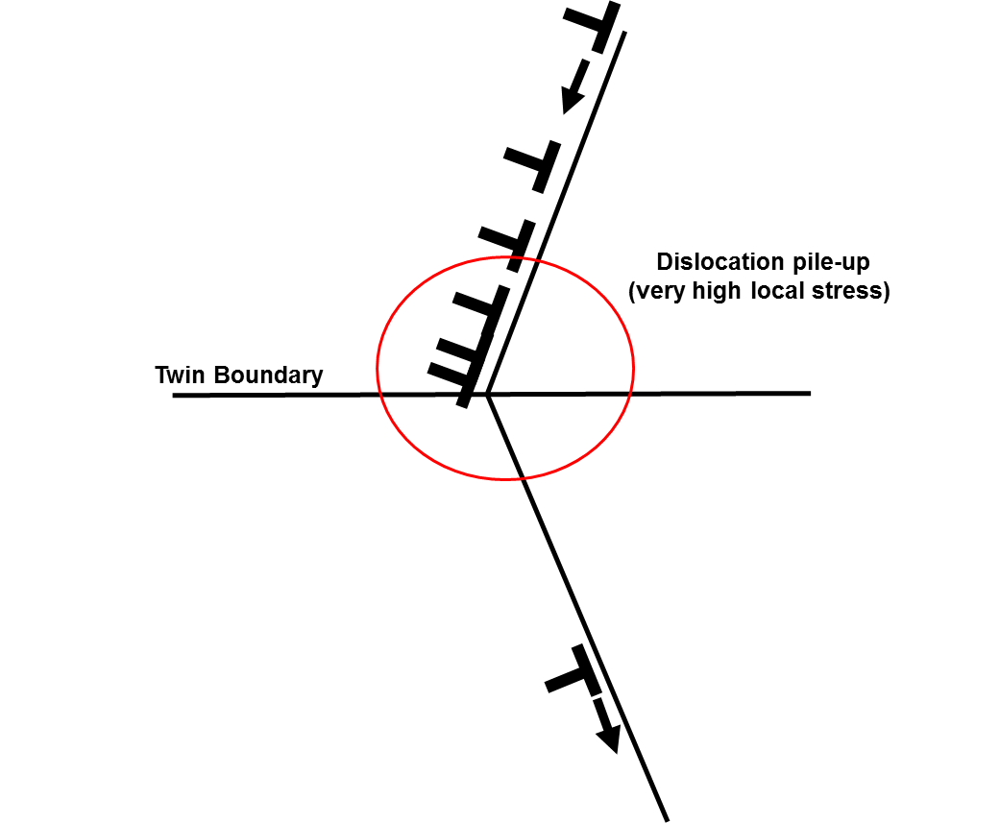 Dislocation pile-up
(very high local stress)
Twin Boundary